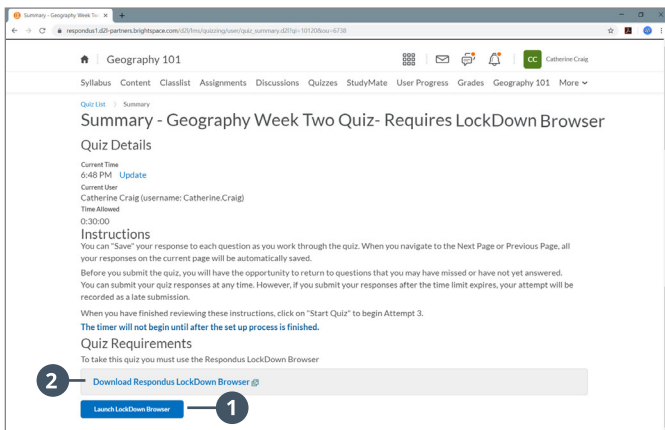 Summary - Geography Week Two
respondus1.d2l-partners.brightspace.com/d2l/lms/quizzing/user/quiz_summary.d2l?qi=10120&ou=6738
Geography 101
CC
Catherine Craig
Syllabus Content Classlist Assignments Discussions Quizzes StudyMate User Progress Grades Geography 101 More
Quiz List Summary
Summary - Geography Week Two Quiz- Requires LockDown Browser
Quiz Details
Current Time
6:48 PM Update
Current User
Catherine Craig (username: Catherine.Craig)
Time Allowed
0:30:00
Instructions
You can "Save" your response to each question as you work through the quiz. When you navigate to the Next Page or Previous Page, all
your responses on the current page will be automatically saved.
Before you submit the quiz, you will have the opportunity to return to questions that you may have missed or have not yet answered.
You can submit your quiz responses at any time. However, if you submit your responses after the time limit expires, your attempt will be
recorded as a late submission.
When you have finished reviewing these instructions, click on "Start Quiz" to begin Attempt 3.
The timer will not begin until after the set up process is finished.
Quiz Requirements
To take this quiz you must use the Respondus LockDown Browser
2
Download Respondus LockDown Browser
Launch LockDown Browser
1